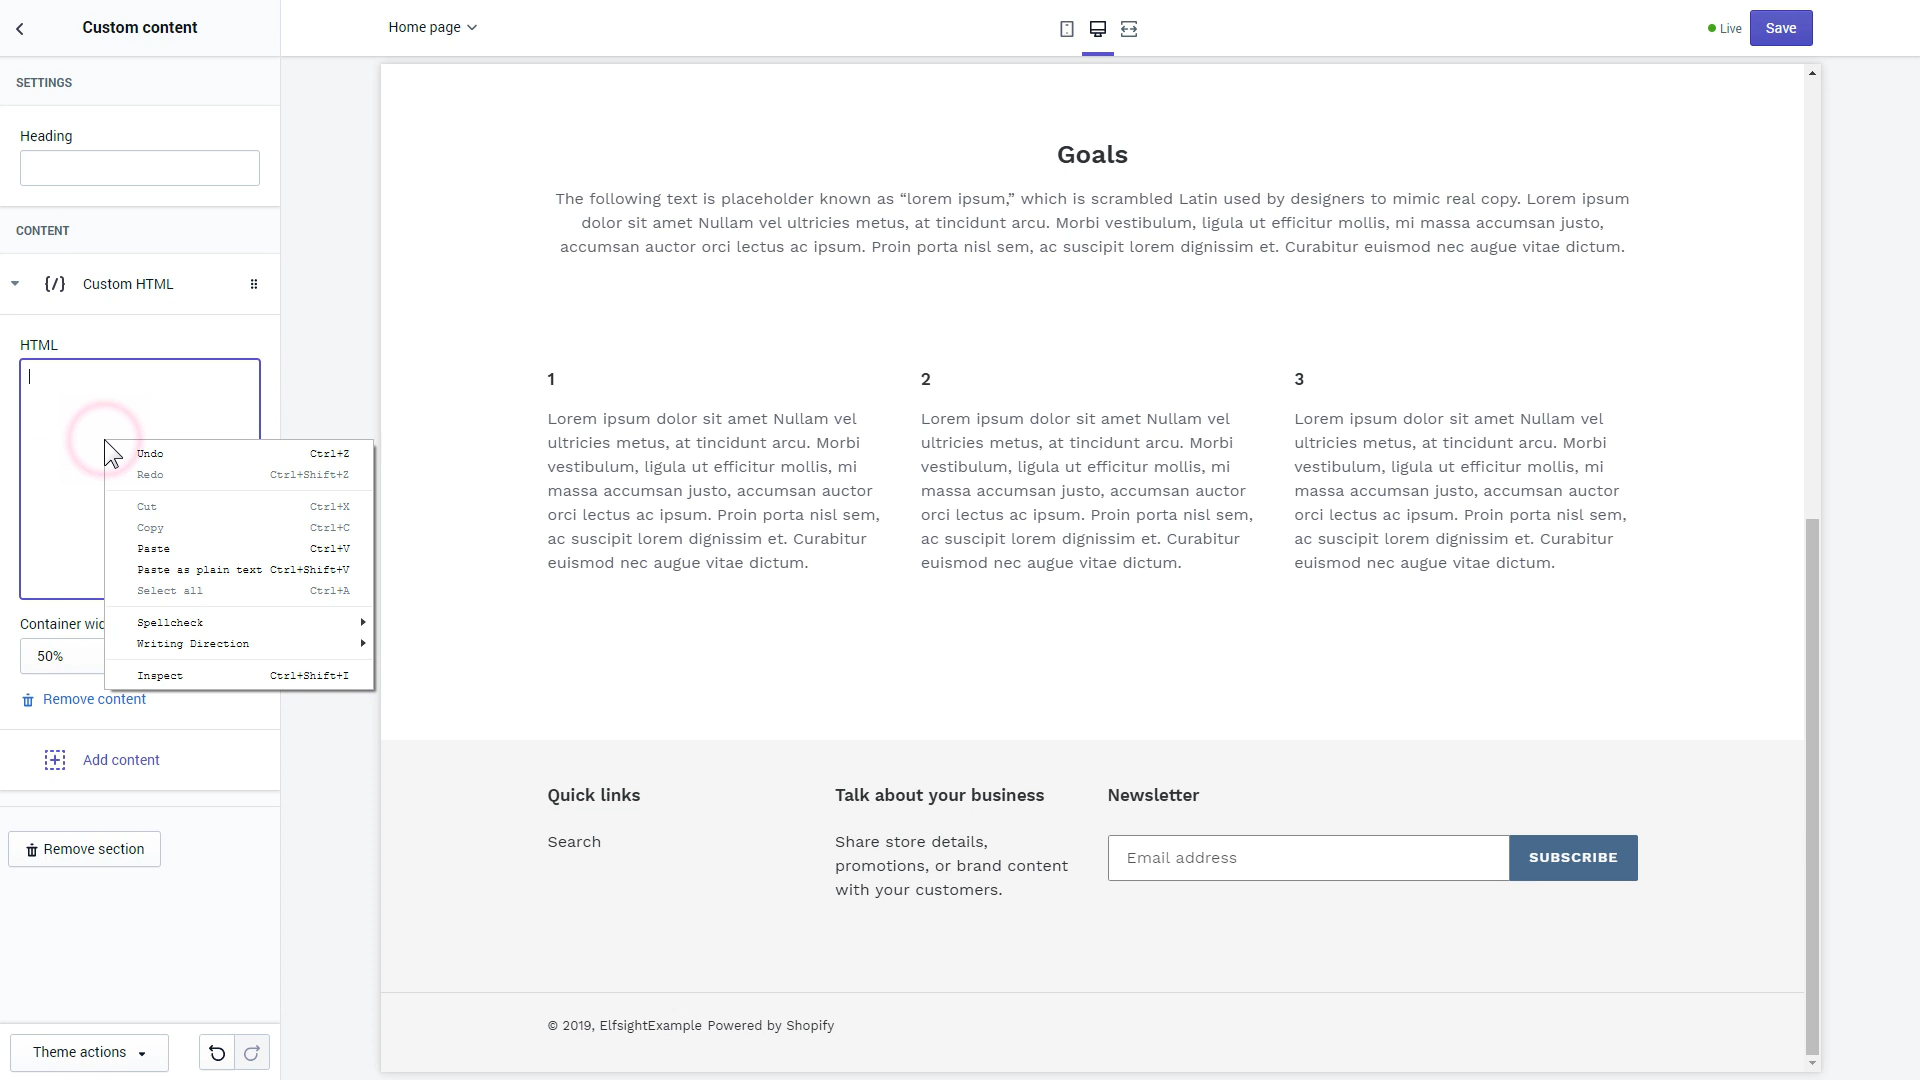 Custom content
Home page
Live
Save
SETTINGS
Heading
CONTENT
Custom HTML
HTML
Undo Ctrl+Z
Redo Ctrl+Shift+Z
Cut Ctrl+X
Copy Ctrl+C
Paste Ctrl+V
Paste as plain text Ctrl+Shift+V
Select all Ctrl+A
Spellcheck
Writing Direction
Inspect Ctrl+Shift+I
Container wid
50%
Remove content
Add content
Remove section
Theme actions
Goals
The following text is placeholder known as “lorem ipsum,” which is scrambled Latin used by designers to mimic real copy. Lorem ipsum
dolor sit amet Nullam vel ultricies metus, at tincidunt arcu. Morbi vestibulum, ligula ut efficitur mollis, mi massa accumsan justo,
accumsan auctor orci lectus ac ipsum. Proin porta nisl sem, ac suscipit lorem dignissim et. Curabitur euismod nec augue vitae dictum.
1
Lorem ipsum dolor sit amet Nullam vel
ultricies metus, at tincidunt arcu. Morbi
vestibulum, ligula ut efficitur mollis, mi
massa accumsan justo, accumsan auctor
orci lectus ac ipsum. Proin porta nisl sem,
ac suscipit lorem dignissim et. Curabitur
euismod nec augue vitae dictum.
2
Lorem ipsum dolor sit amet Nullam vel
ultricies metus, at tincidunt arcu. Morbi
vestibulum, ligula ut efficitur mollis, mi
massa accumsan justo, accumsan auctor
orci lectus ac ipsum. Proin porta nisl sem,
ac suscipit lorem dignissim et. Curabitur
euismod nec augue vitae dictum.
3
Lorem ipsum dolor sit amet Nullam vel
ultricies metus, at tincidunt arcu. Morbi
vestibulum, ligula ut efficitur mollis, mi
massa accumsan justo, accumsan auctor
orci lectus ac ipsum. Proin porta nisl sem,
ac suscipit lorem dignissim et. Curabitur
euismod nec augue vitae dictum.
Quick links
Search
Talk about your business
Share store details,
promotions, or brand content
with your customers.
Newsletter
Email address
SUBSCRIBE
© 2019, ElfsightExample Powered by Shopify